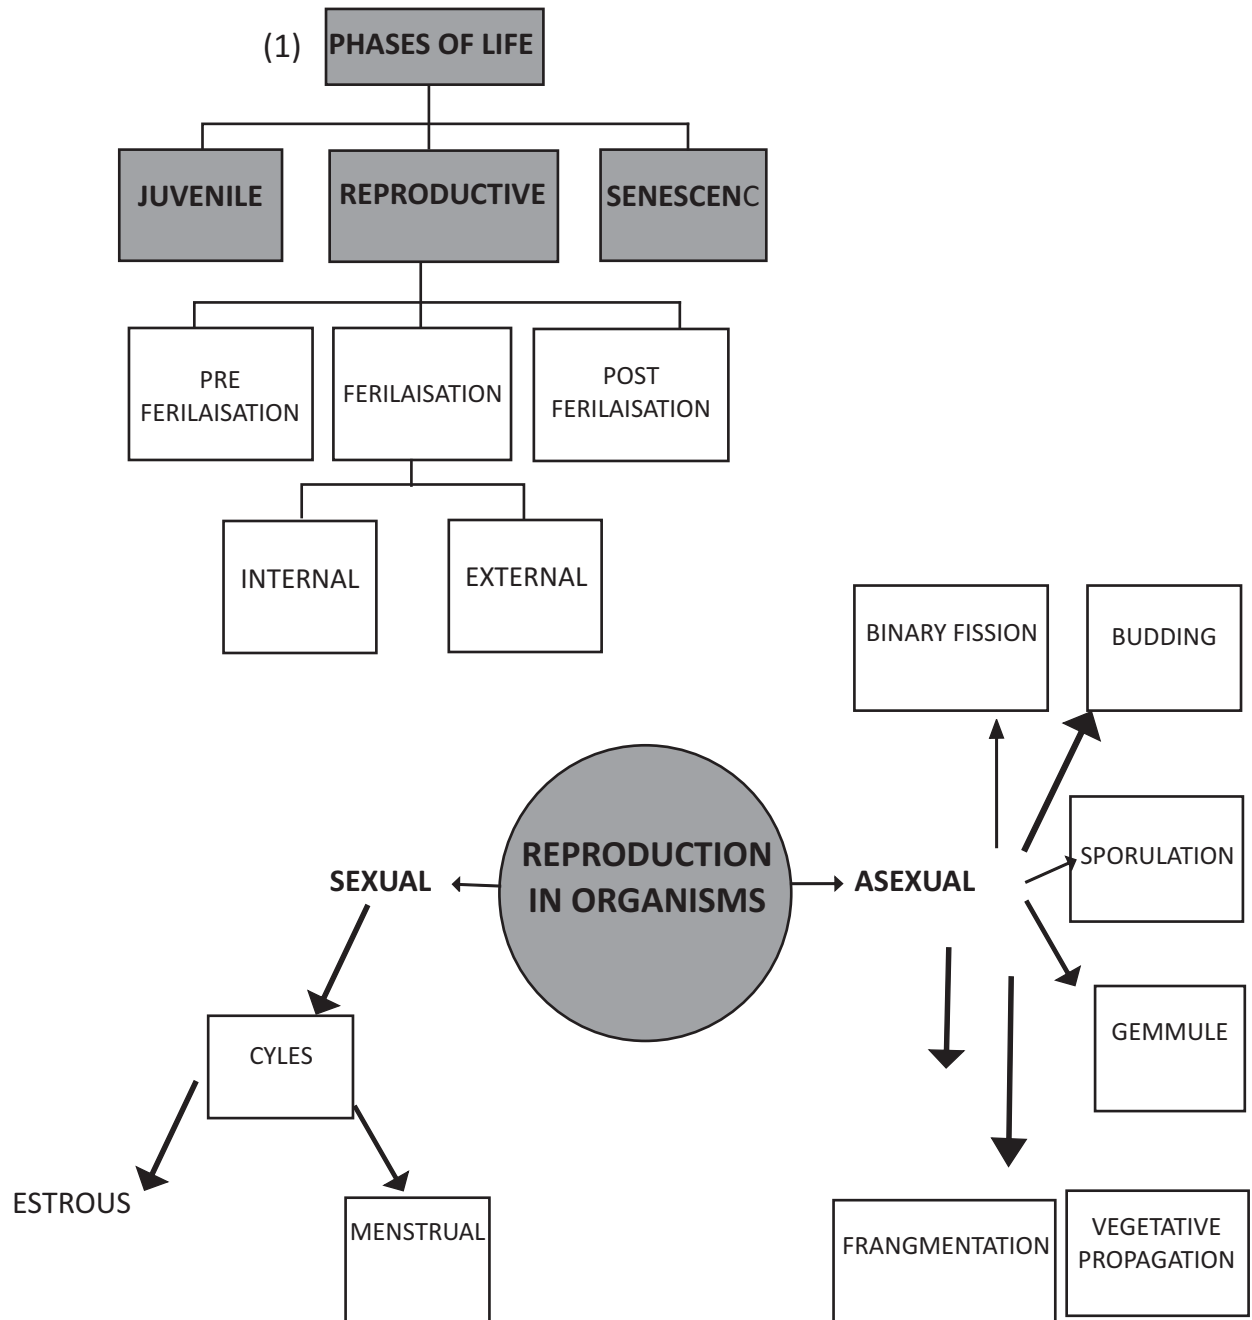 (1) PHASES OF LIFE
JUVENILE
REPRODUCTIVE
SENESCENC
PRE
FERILAISATION
FERILAISATION
POST
FERILAISATION
INTERNAL
EXTERNAL
BINARY FISSION
BUDDING
REPRODUCTION
IN ORGANISMS
SEXUAL
ASEXUAL
SPORULATION
GEMMULE
CYLES
ESTROUS
MENSTRUAL
FRANGMENTATION
VEGETATIVE
PROPAGATION